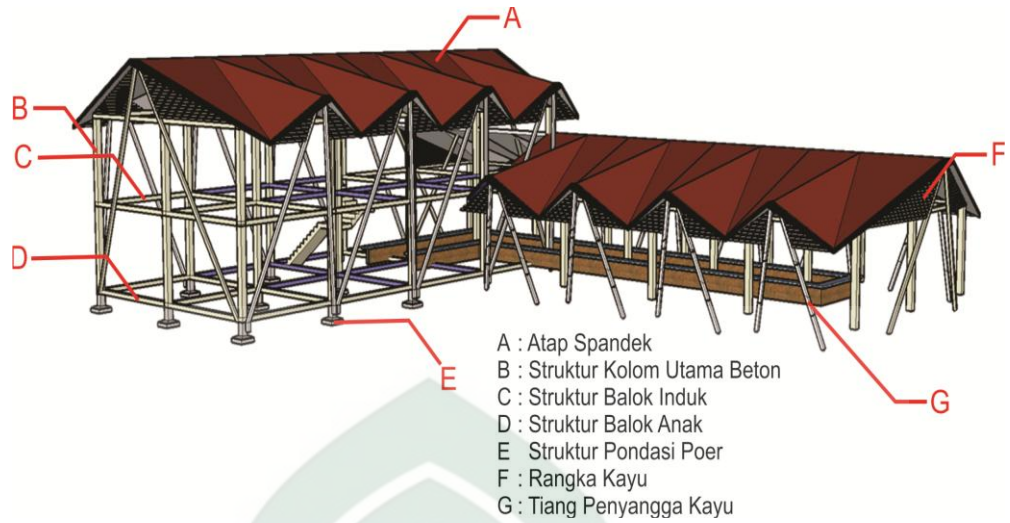 A
B
C
D
E
F
G
A : Atap Spandek
B : Struktur Kolom Utama Beton
C : Struktur Balok Induk
D : Struktur Balok Anak
E Struktur Pondasi Poer
F : Rangka Kayu
G : Tiang Penyangga Kayu